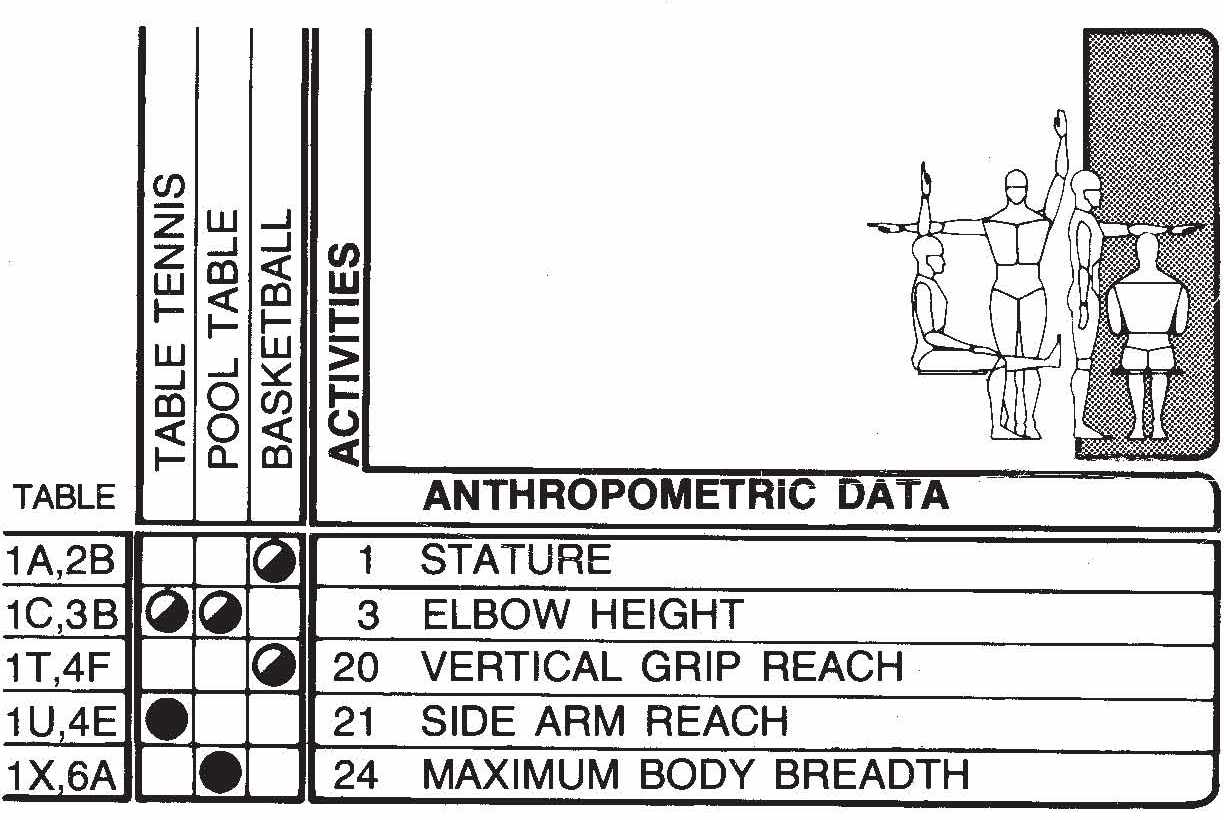 TABLE TENNIS
POOL TABLE
BASKETBALL
ACTIVITIES
TABLE
ANTHROPOMETRIC DATA
1A,2B 1 STATURE
1C,3B 3 ELBOW HEIGHT
1T,4F 20 VERTICAL GRIP REACH
1U,4E 21 SIDE ARM REACH
1X,6A 24 MAXIMUM BODY BREADTH